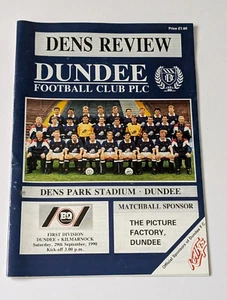 Price £1.00
DENS REVIEW
DUNDEE
FOOTBALL CLUB PLC
DENS PARK STADIUM · DUNDEE
FIRST DIVISION
DUNDEE v KILMARNOCK
Saturday, 29th September, 1990
Kick-off 3.00 p.m.
MATCHBALL SPONSOR
THE PICTURE
FACTORY,
DUNDEE